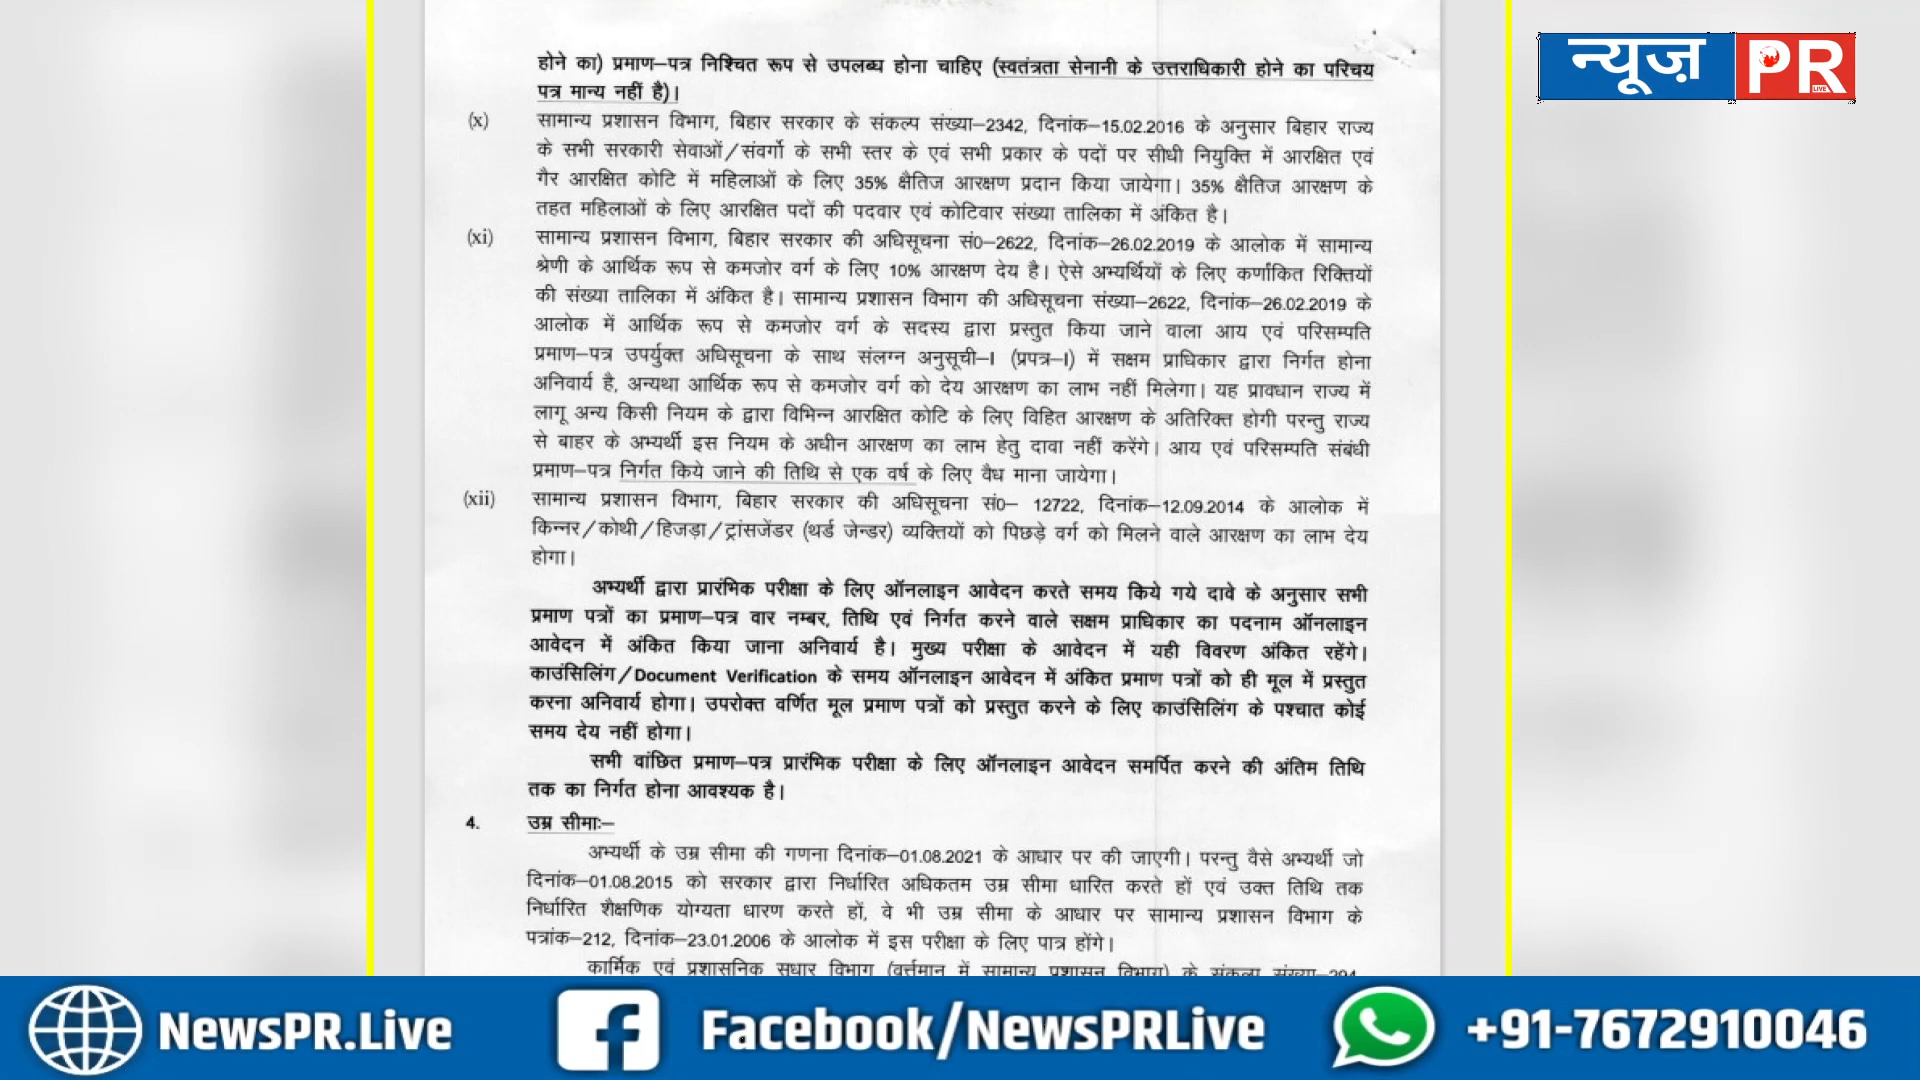 न्यूज़ PR
LIVE
होने का) प्रमाण–पत्र निश्चित रूप से उपलब्ध होना चाहिए (स्वतंत्रता सेनानी के उत्तराधिकारी होने का परिचय
पत्र मान्य नहीं है)।
(x) सामान्य प्रशासन विभाग, बिहार सरकार के संकल्प संख्या–2342, दिनांक–15.02.2016 के अनुसार बिहार राज्य
के सभी सरकारी सेवाओं/संवर्गो के सभी स्तर के एवं सभी प्रकार के पदों पर सीधी नियुक्ति में आरक्षित एवं
गैर आरक्षित कोटि में महिलाओं के लिए 35% क्षैतिज आरक्षण प्रदान किया जायेगा। 35% क्षैतिज आरक्षण के
तहत महिलाओं के लिए आरक्षित पदों की पदवार एवं कोटिवार संख्या तालिका में अंकित है।
(xi) सामान्य प्रशासन विभाग, बिहार सरकार की अधिसूचना सं0–2622, दिनांक–26.02.2019 के आलोक में सामान्य
श्रेणी के आर्थिक रूप से कमजोर वर्ग के लिए 10% आरक्षण देय है। ऐसे अभ्यर्थियों के लिए कर्णांकित रिक्तियों
की संख्या तालिका में अंकित है। सामान्य प्रशासन विभाग की अधिसूचना संख्या–2622, दिनांक–26.02.2019 के
आलोक में आर्थिक रूप से कमजोर वर्ग के सदस्य द्वारा प्रस्तुत किया जाने वाला आय एवं परिसम्पति
प्रमाण–पत्र उपर्युक्त अधिसूचना के साथ संलग्न अनुसूची–I (प्रपत्र–I) में सक्षम प्राधिकार द्वारा निर्गत होना
अनिवार्य है, अन्यथा आर्थिक रूप से कमजोर वर्ग को देय आरक्षण का लाभ नहीं मिलेगा। यह प्रावधान राज्य में
लागू अन्य किसी नियम के द्वारा विभिन्न आरक्षित कोटि के लिए विहित आरक्षण के अतिरिक्त होगी परन्तु राज्य
से बाहर के अभ्यर्थी इस नियम के अधीन आरक्षण का लाभ हेतु दावा नहीं करेंगे। आय एवं परिसम्पति संबंधी
प्रमाण–पत्र निर्गत किये जाने की तिथि से एक वर्ष के लिए वैध माना जायेगा।
(xii) सामान्य प्रशासन विभाग, बिहार सरकार की अधिसूचना सं0– 12722, दिनांक–12.09.2014 के आलोक में
किन्नर/कोथी/हिजड़ा/ट्रांसजेंडर (थर्ड जेन्डर) व्यक्तियों को पिछड़े वर्ग को मिलने वाले आरक्षण का लाभ देय
होगा।
अभ्यर्थी द्वारा प्रारंभिक परीक्षा के लिए ऑनलाइन आवेदन करते समय किये गये दावे के अनुसार सभी
प्रमाण पत्रों का प्रमाण–पत्र वार नम्बर, तिथि एवं निर्गत करने वाले सक्षम प्राधिकार का पदनाम ऑनलाइन
आवेदन में अंकित किया जाना अनिवार्य है। मुख्य परीक्षा के आवेदन में यही विवरण अंकित रहेंगे।
काउंसिलिंग/Document Verification के समय ऑनलाइन आवेदन में अंकित प्रमाण पत्रों को ही मूल में प्रस्तुत
करना अनिवार्य होगा। उपरोक्त वर्णित मूल प्रमाण पत्रों को प्रस्तुत करने के लिए काउंसिलिंग के पश्चात कोई
समय देय नहीं होगा।
सभी वांछित प्रमाण–पत्र प्रारंभिक परीक्षा के लिए ऑनलाइन आवेदन समर्पित करने की अंतिम तिथि
तक का निर्गत होना आवश्यक है।
4. उम्र सीमाः–
अभ्यर्थी के उम्र सीमा की गणना दिनांक–01.08.2021 के आधार पर की जाएगी। परन्तु वैसे अभ्यर्थी जो
दिनांक–01.08.2015 को सरकार द्वारा निर्धारित अधिकतम उम्र सीमा धारित करते हों एवं उक्त तिथि तक
निर्धारित शैक्षणिक योग्यता धारण करते हों, वे भी उम्र सीमा के आधार पर सामान्य प्रशासन विभाग के
पत्रांक–212, दिनांक–23.01.2006 के आलोक में इस परीक्षा के लिए पात्र होंगे।
कार्मिक एवं प्रशासनिक सुधार विभाग (वर्त्तमान में सामान्य प्रशासन विभाग) के संकल्प संख्या–
NewsPR.Live
Facebook/NewsPRLive
+91-7672910046